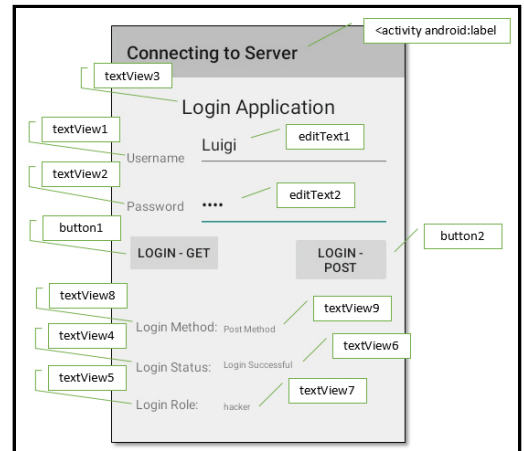 <activity android:label
Connecting to Server
textView3
Login Application
textView1
Luigi
editText1
Username
textView2
editText2
Password
••••
button1
button2
LOGIN - GET
LOGIN -
POST
textView8
textView9
Login Method: Post Method
textView4
textView6
Login Status: Login Successful
textView5
textView7
Login Role: hacker